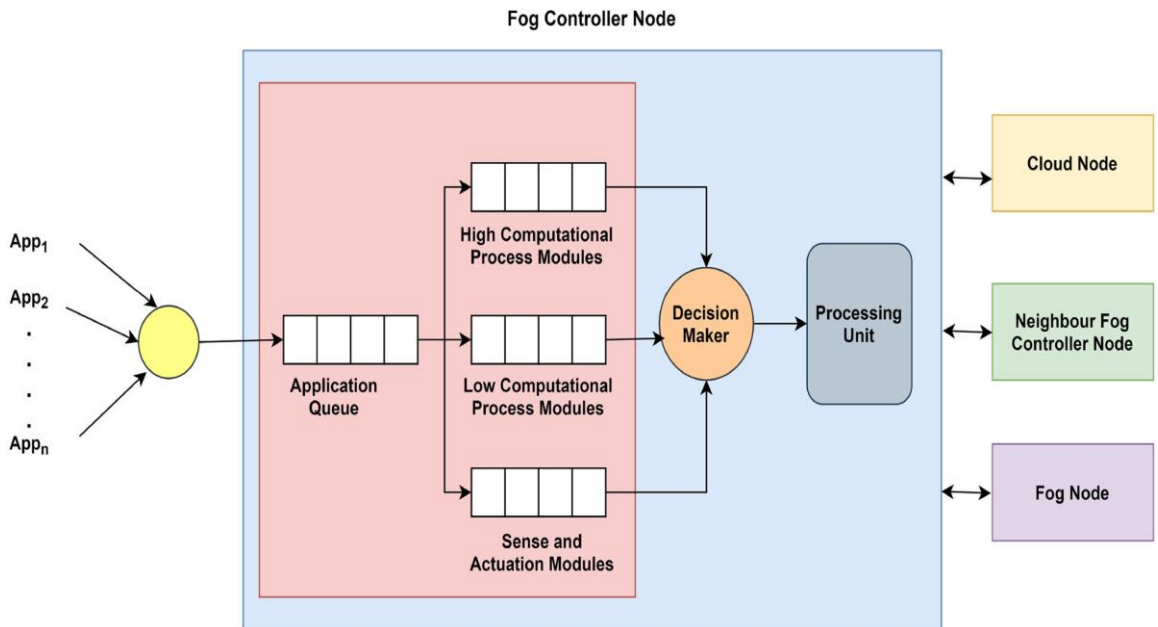 Fog Controller Node
App1
App2
.
.
.
.
Appn
Application
Queue
High Computational
Process Modules
Low Computational
Process Modules
Sense and
Actuation Modules
Decision
Maker
Processing
Unit
Cloud Node
Neighbour Fog
Controller Node
Fog Node